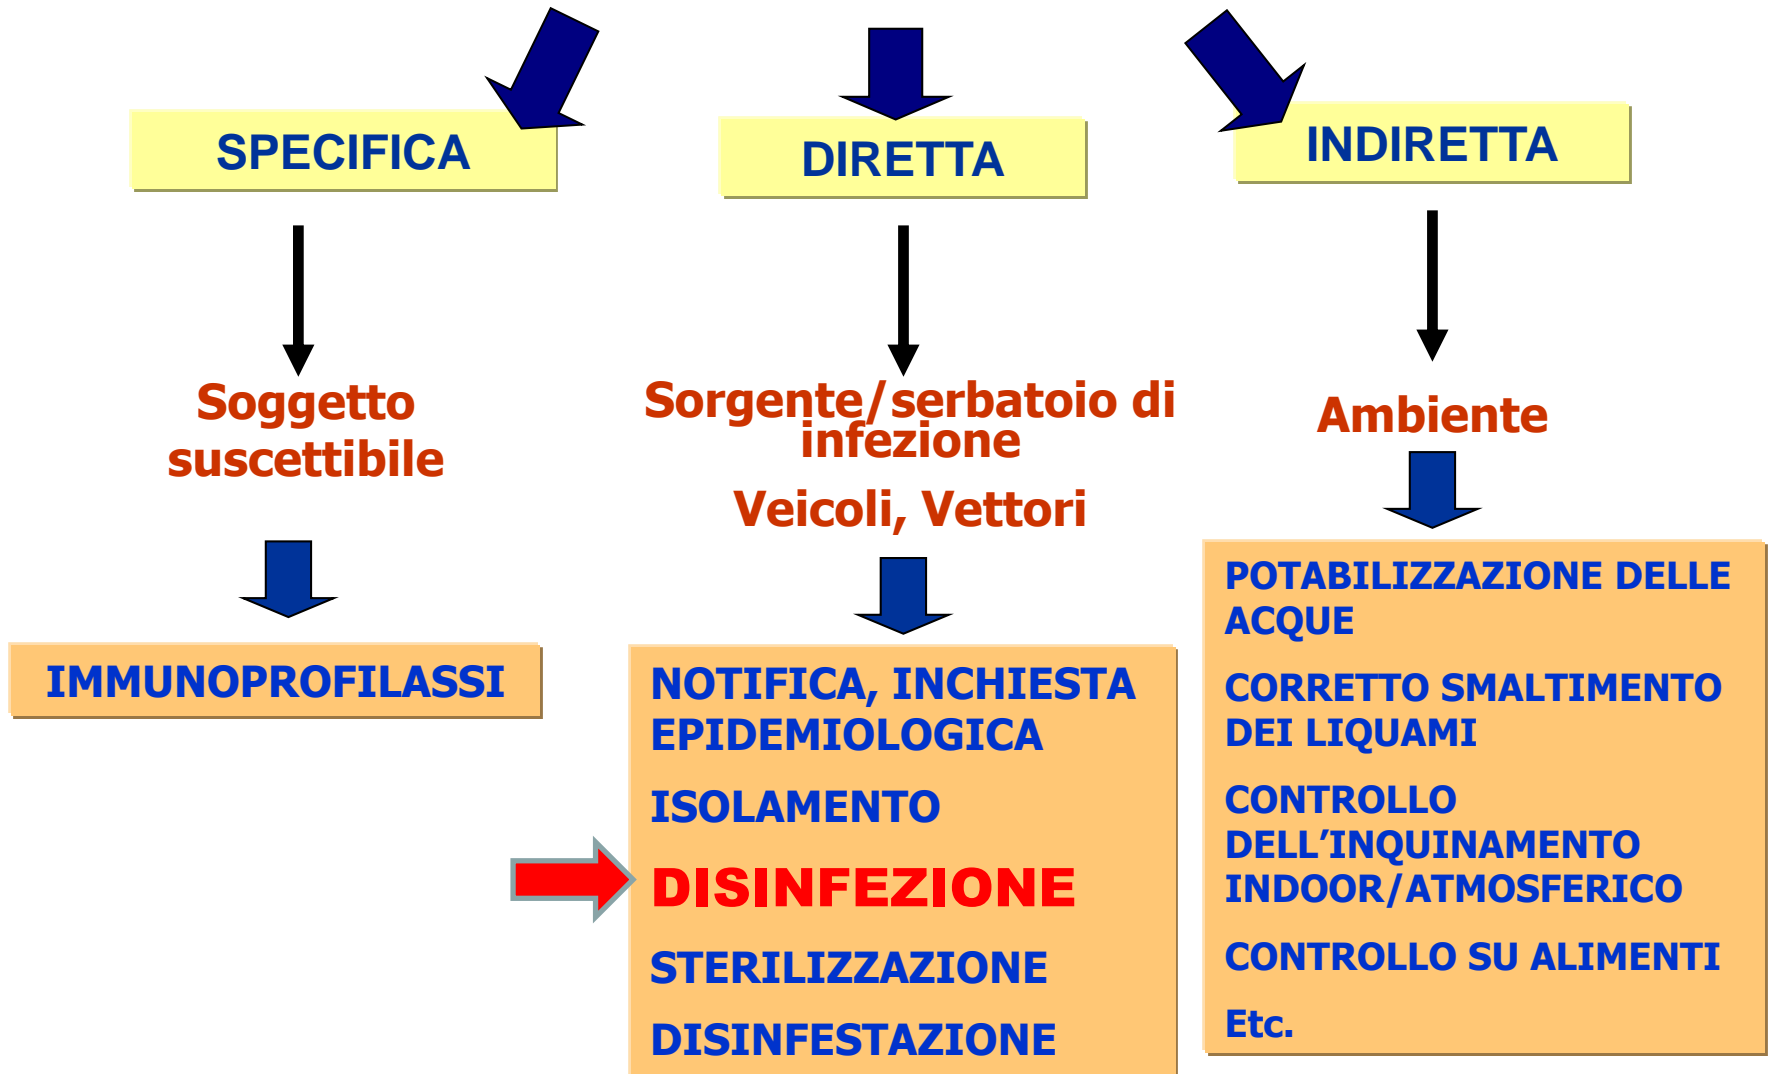 SPECIFICA
DIRETTA
INDIRETTA
Soggetto
suscettibile
Sorgente/serbatoio di
infezione
Veicoli, Vettori
Ambiente
IMMUNOPROFILASSI
NOTIFICA, INCHIESTA
EPIDEMIOLOGICA
ISOLAMENTO
DISINFEZIONE
STERILIZZAZIONE
DISINFESTAZIONE
POTABILIZZAZIONE DELLE
ACQUE
CORRETTO SMALTIMENTO
DEI LIQUAMI
CONTROLLO
DELL’INQUINAMENTO
INDOOR/ATMOSFERICO
CONTROLLO SU ALIMENTI
Etc.